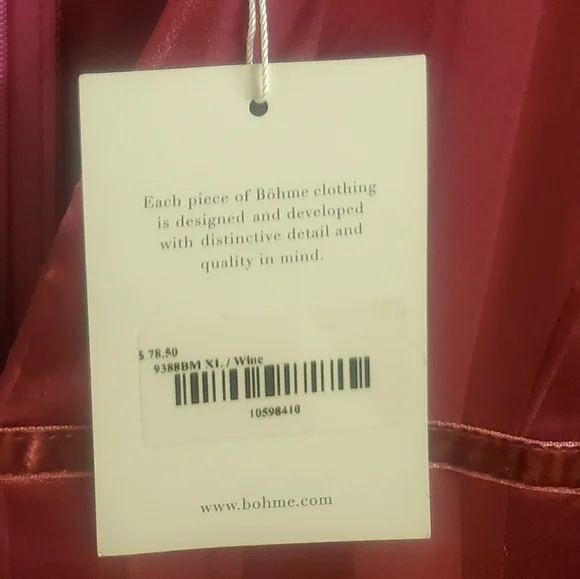 Each piece of Böhme clothing
is designed and developed
with distinctive detail and
quality in mind.
$ 78.50
9388BM XL / Wine
10598410
www.bohme.com